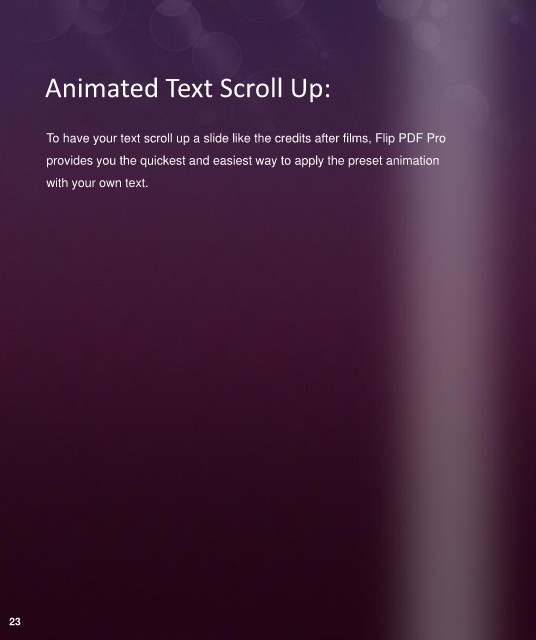 Animated Text Scroll Up:
To have your text scroll up a slide like the credits after films, Flip PDF Pro
provides you the quickest and easiest way to apply the preset animation
with your own text.
23